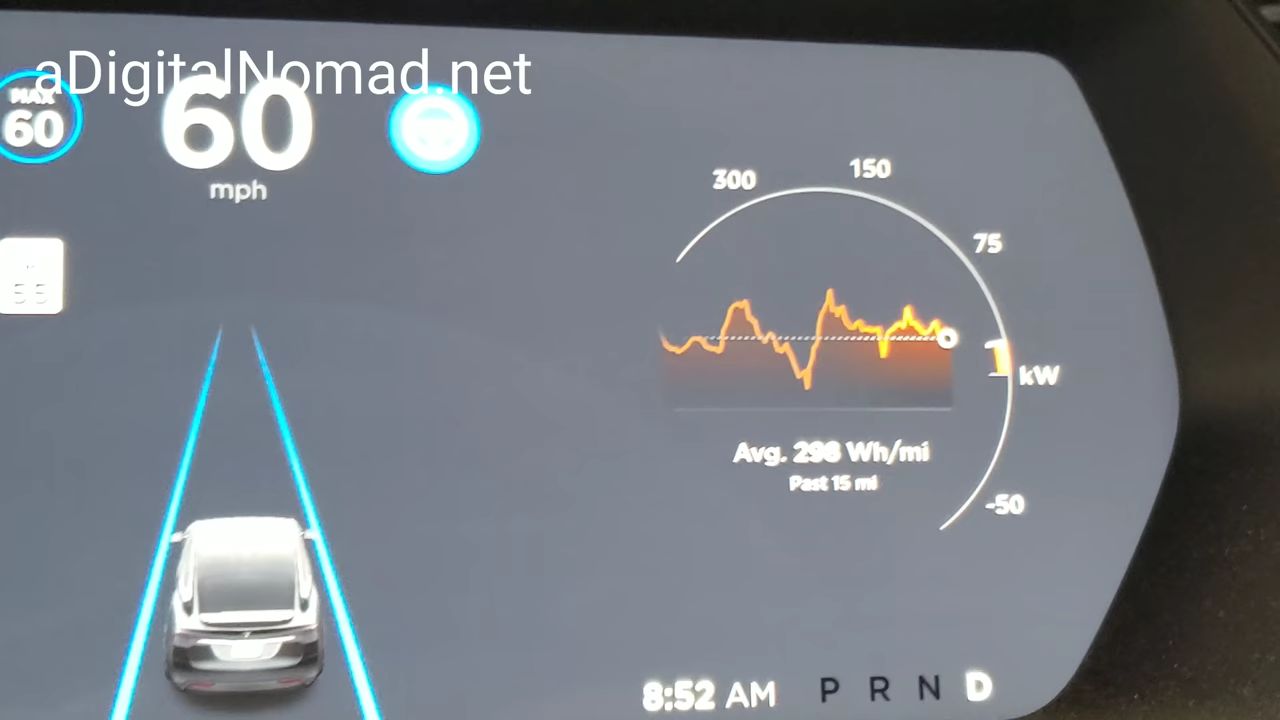 aDigitalNomad.net
MAX
60
60
mph
55
300
150
75
kW
-50
Avg. 298 Wh/mi
Past 15 mi
8:52 AM
P R N D